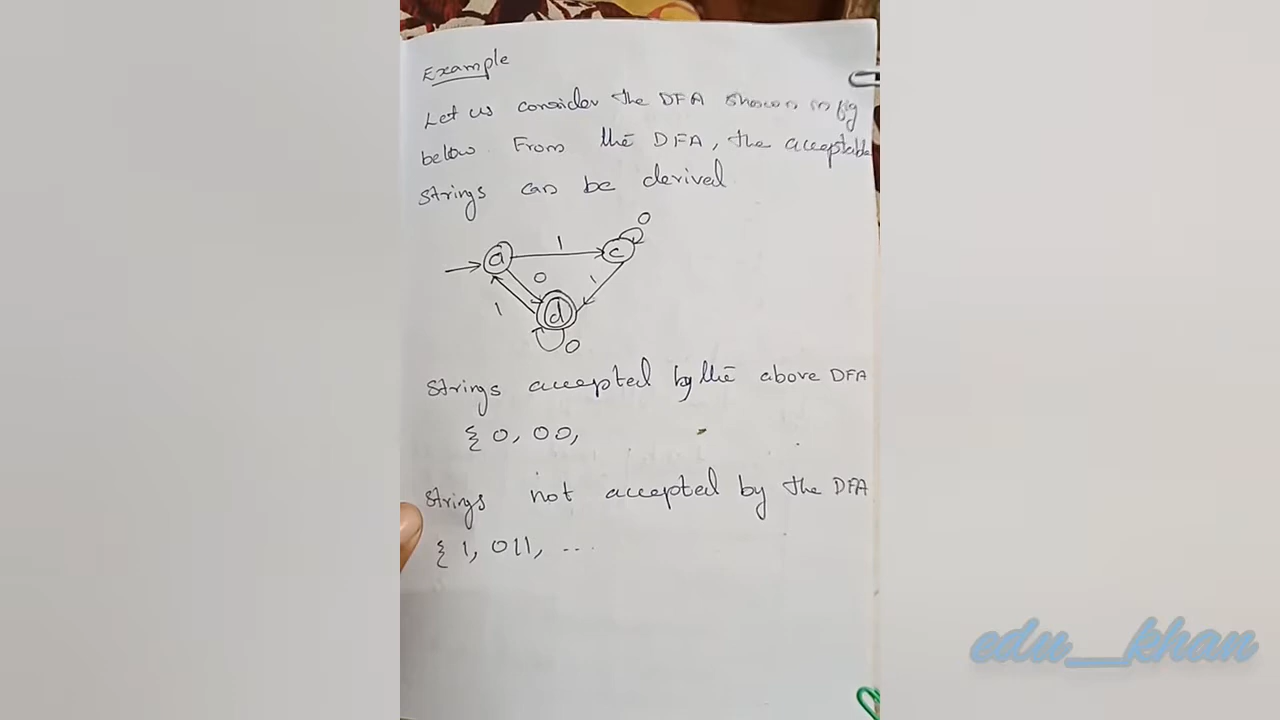 Example
Let us consider the DFA shown in fig
below. From the DFA, the acceptable
strings can be derived
0
1
a
c
0
1
1
d
0
Strings accepted by the above DFA
{ 0, 00,
Strings not accepted by the DFA
{ 1, 011, ...
edu__khan